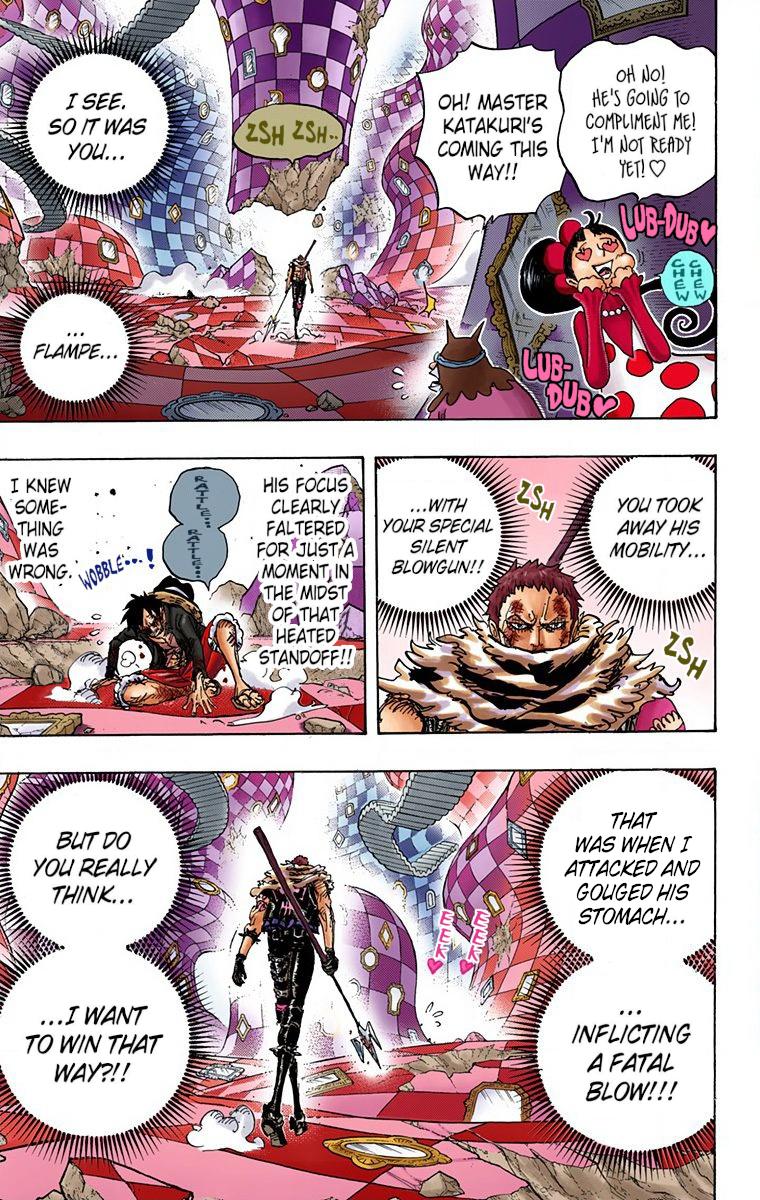 OH NO!
HE'S GOING TO
COMPLIMENT ME!
I'M NOT READY
YET! ♡
OH! MASTER
KATAKURI'S
COMING THIS
WAY!!
LUB-DUB♥
CHEW
CHEW
LUB-
DUB♥
ZSH ZSH..
I SEE.
SO IT WAS
YOU...
...
FLAMPE...
YOU TOOK
AWAY HIS
MOBILITY...
ZSH
...WITH
YOUR SPECIAL
SILENT
BLOWGUN!!
ZSH
HIS FOCUS
CLEARLY
FALTERED
FOR JUST A
MOMENT IN
THE MIDST
OF THAT
HEATED
STANDOFF!!
RATTLE...
RATTLE...
WOBBLE...!
I KNEW
SOME-
THING
WAS
WRONG.
THAT
WAS WHEN I
ATTACKED AND
GOUGED HIS
STOMACH...
...
INFLICTING
A FATAL
BLOW!!!
EEK♥
EEK♥
BUT DO
YOU REALLY
THINK...
...I WANT
TO WIN THAT
WAY?!!